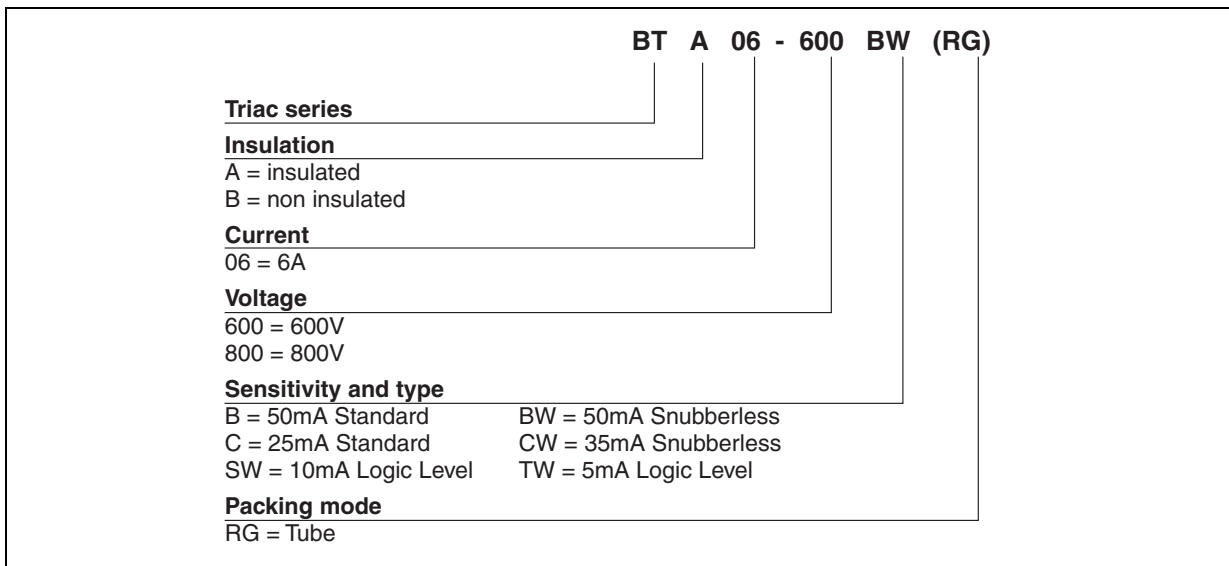 BT A 06 - 600 BW (RG)
Triac series
Insulation
A = insulated
B = non insulated
Current
06 = 6A
Voltage
600 = 600V
800 = 800V
Sensitivity and type
B = 50mA Standard BW = 50mA Snubberless
C = 25mA Standard CW = 35mA Snubberless
SW = 10mA Logic Level TW = 5mA Logic Level
Packing mode
RG = Tube